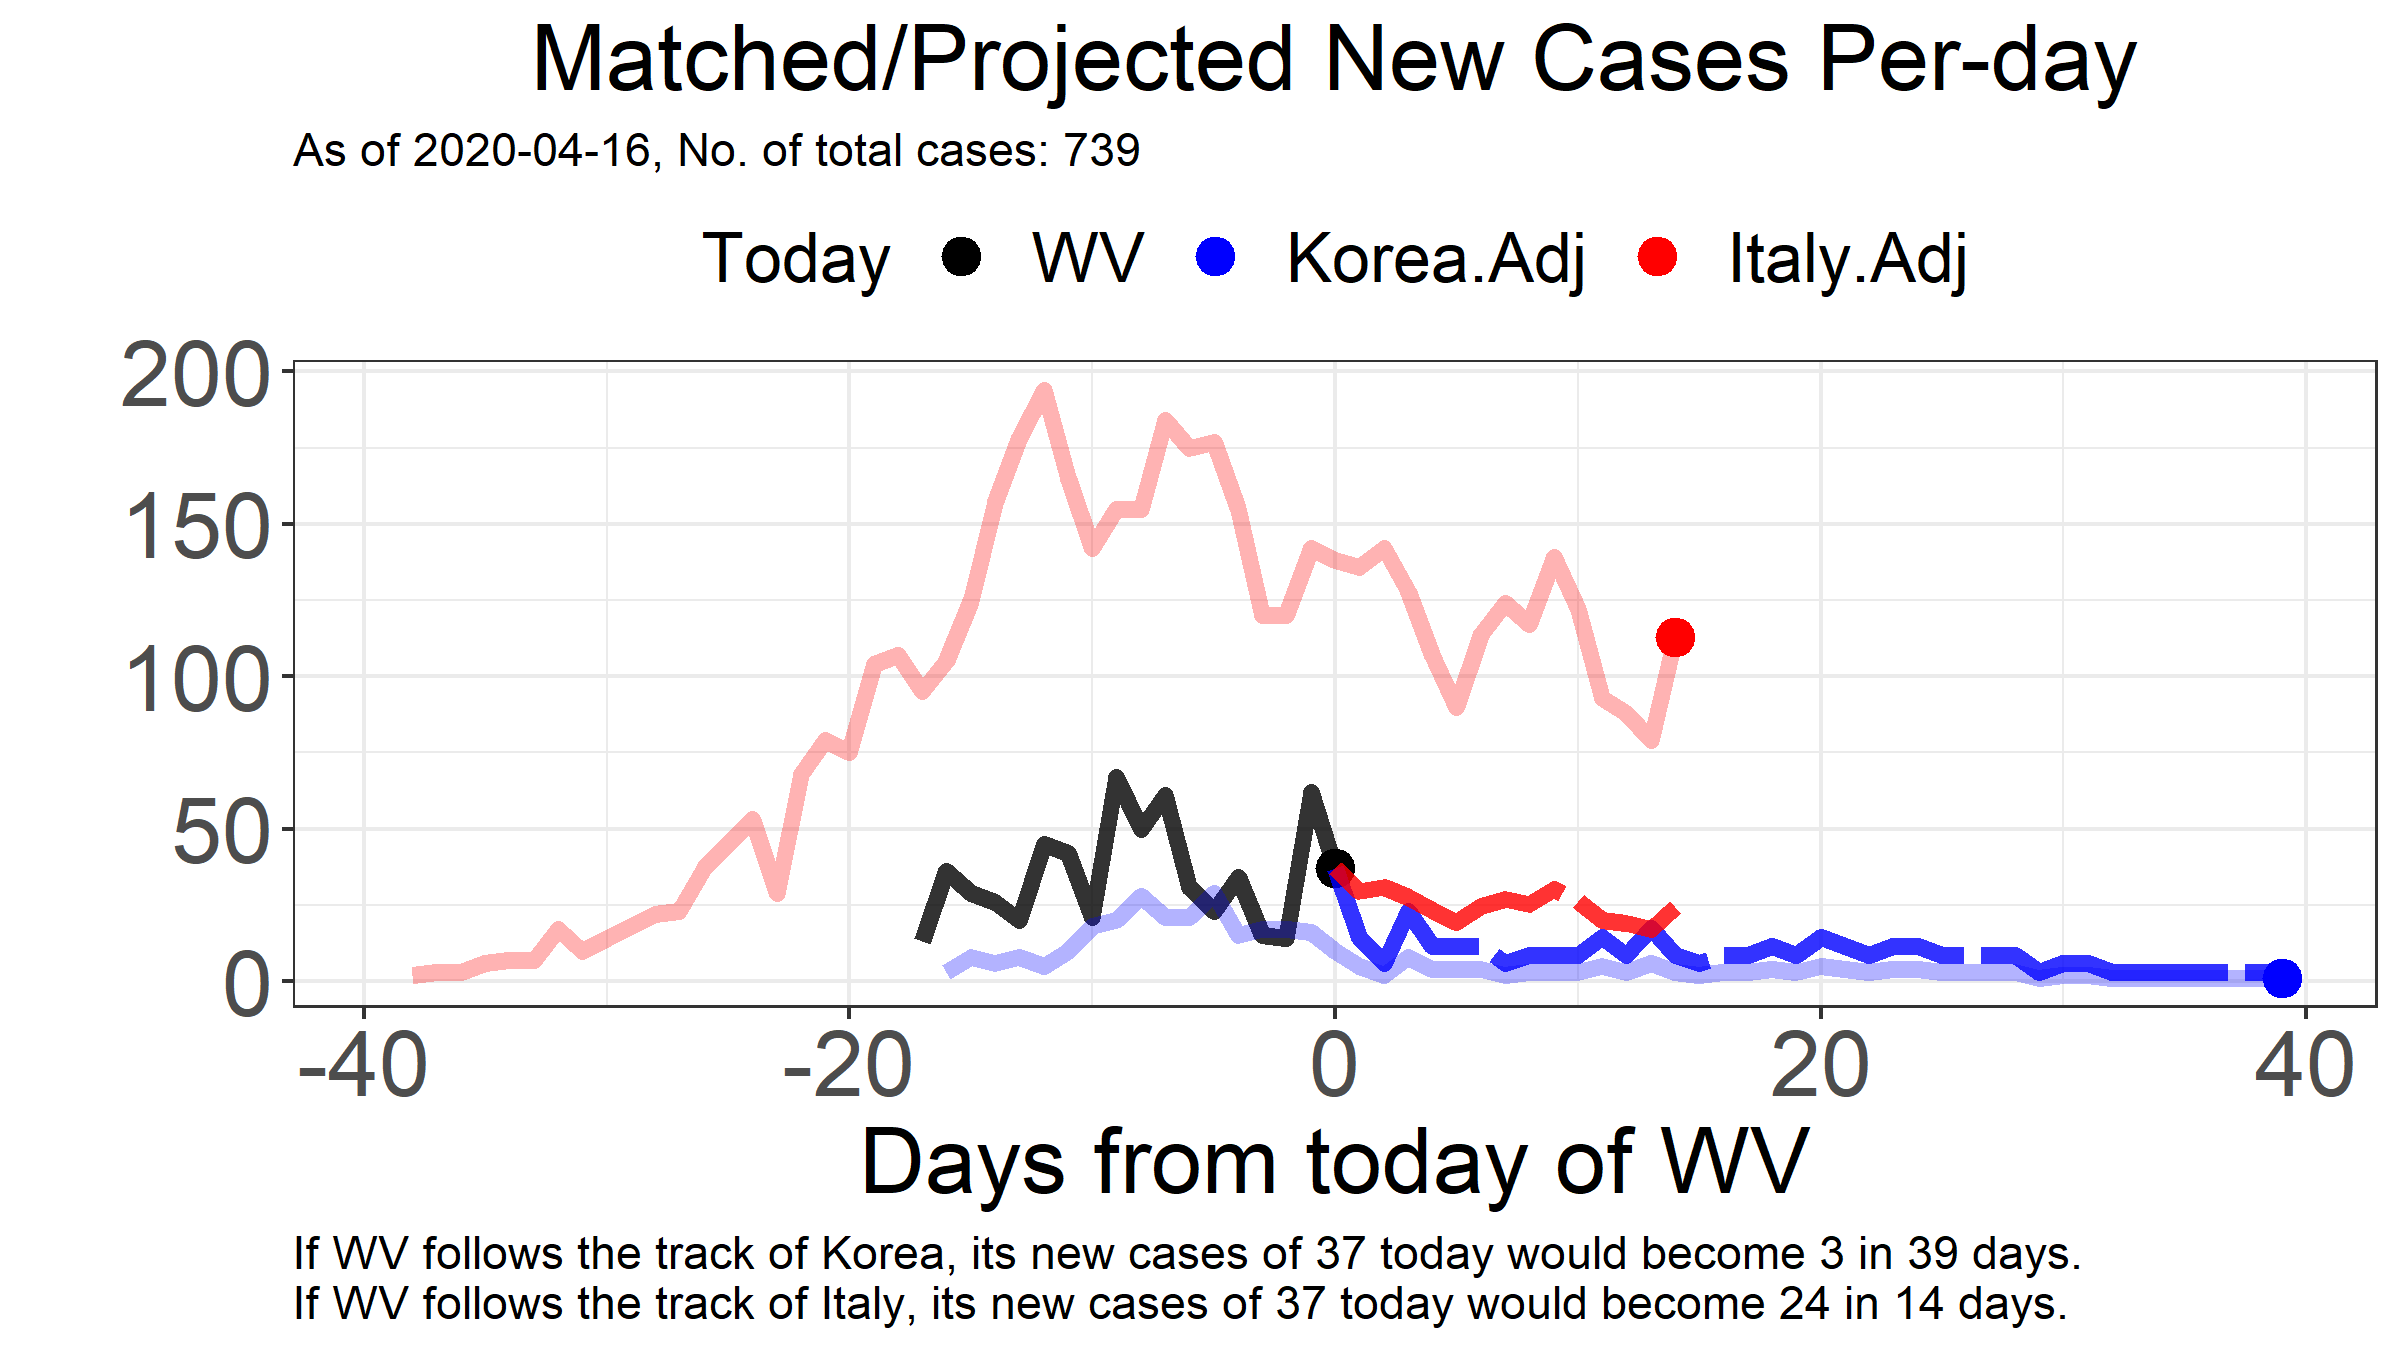 Matched/Projected New Cases Per-day
As of 2020-04-16, No. of total cases: 739
Today WV Korea.Adj Italy.Adj
200
150
100
50
0
-40 -20 0 20 40
Days from today of WV
If WV follows the track of Korea, its new cases of 37 today would become 3 in 39 days.
If WV follows the track of Italy, its new cases of 37 today would become 24 in 14 days.